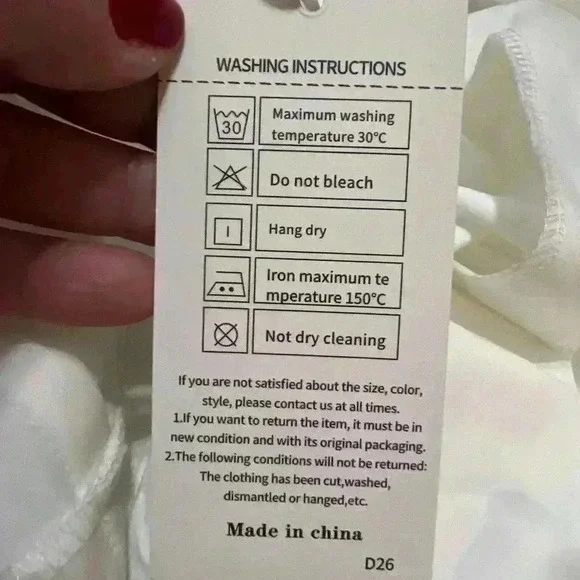 WASHING INSTRUCTIONS
30
Maximum washing
temperature 30°C
Do not bleach
Hang dry
Iron maximum te
mperature 150°C
Not dry cleaning
If you are not satisfied about the size, color,
style, please contact us at all times.
1.If you want to return the item, it must be in
new condition and with its original packaging.
2.The following conditions will not be returned:
The clothing has been cut,washed,
dismantled or hanged,etc.
Made in china
D26